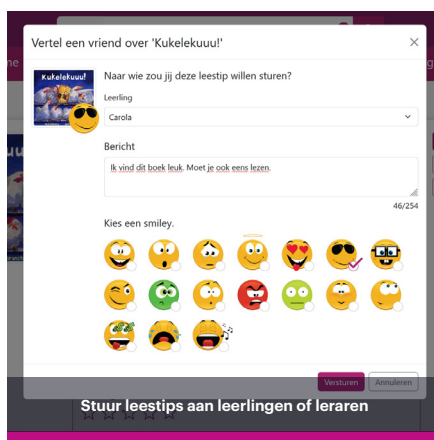 Vertel een vriend over 'Kukelekuuu!'
Kukelekuuu!
Naar wie zou jij deze leestip willen sturen?
Leerling
Carola
Bericht
Ik vind dit boek leuk. Moet je ook eens lezen.
46/254
Kies een smiley.
Versturen
Annuleren
Stuur leestips aan leerlingen of leraren